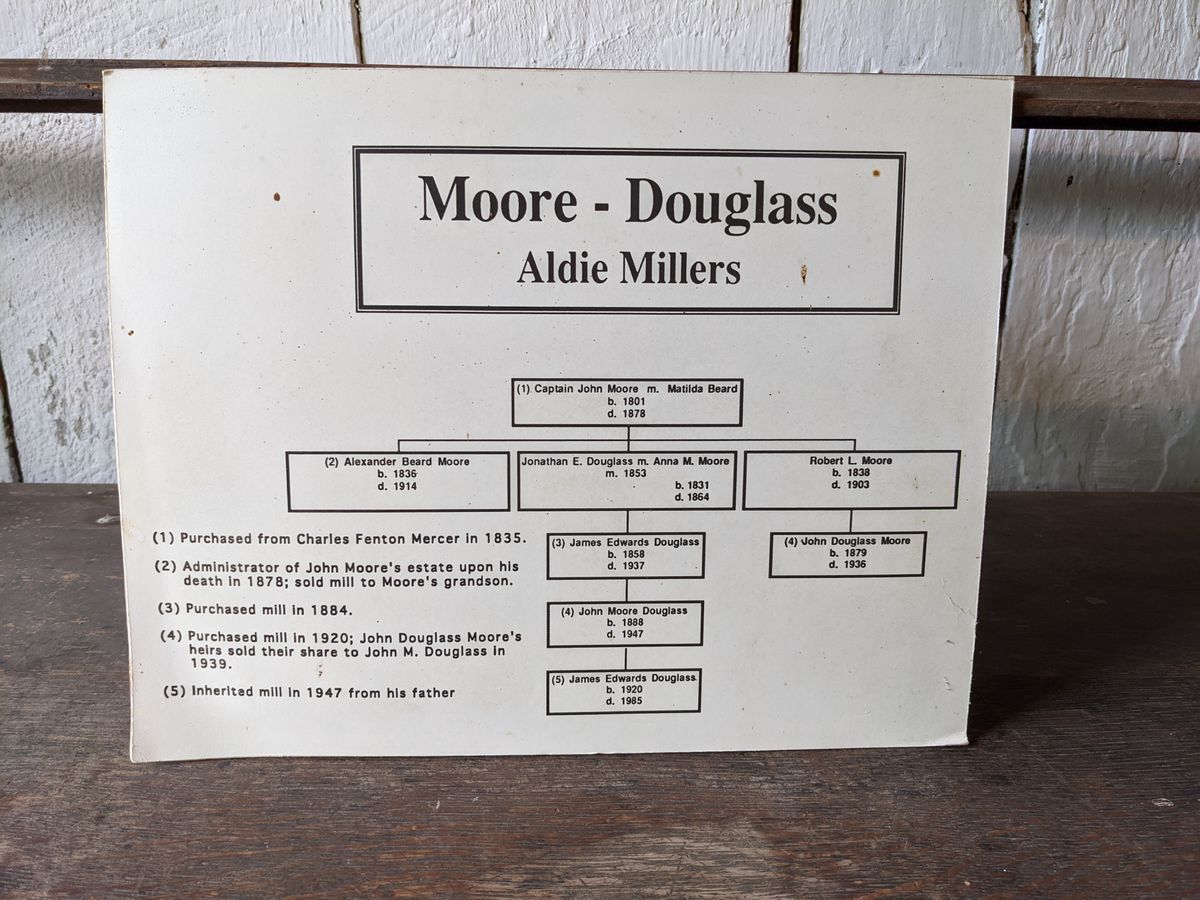 Moore - Douglass
Aldie Millers
(1) Captain John Moore m. Matilda Beard
b. 1801
d. 1878
(2) Alexander Beard Moore
b. 1836
d. 1914
Jonathan E. Douglass m. Anna M. Moore
m. 1853
b. 1831
d. 1864
Robert L. Moore
b. 1838
d. 1903
(3) James Edwards Douglass
b. 1858
d. 1937
(4) John Douglass Moore
b. 1879
d. 1936
(4) John Moore Douglass
b. 1888
d. 1947
(5) James Edwards Douglass
b. 1920
d. 1985
(1) Purchased from Charles Fenton Mercer in 1835.
(2) Administrator of John Moore's estate upon his
death in 1878; sold mill to Moore's grandson.
(3) Purchased mill in 1884.
(4) Purchased mill in 1920; John Douglass Moore's
heirs sold their share to John M. Douglass in
1939.
(5) Inherited mill in 1947 from his father